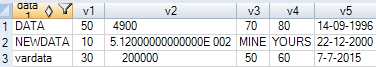 data 1 v1 v2 v3 v4 v5
1 DATA 50 4900 70 80 14-09-1996
2 NEWDATA 10 5.12000000000000E 002 MINE YOURS 22-12-2000
3 vardata 30 200000 50 60 7-7-2015